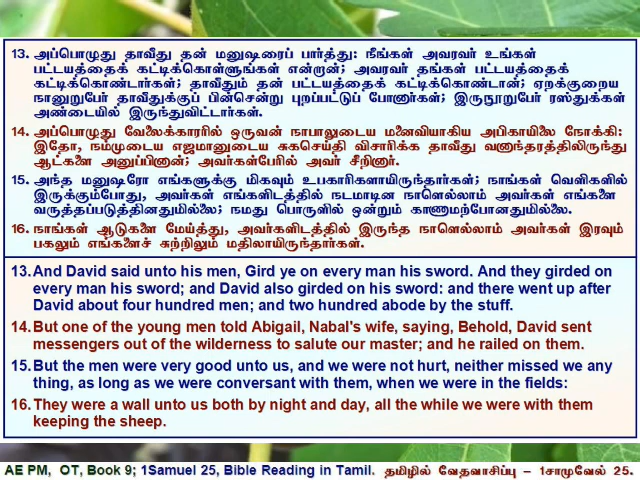 13. அப்பொழுது தாவீது தன் மனுஷரைப் பார்த்து: நீங்கள் அவரவர் உங்கள்
பட்டயத்தைக் கட்டிக்கொள்ளுங்கள் என்றான்; அவரவர் தங்கள் பட்டயத்தைக்
கட்டிக்கொண்டார்கள்; தாவீதும் தன் பட்டயத்தைக் கட்டிக்கொண்டான்; ஏறக்குறைய
நானூறுபேர் தாவீதுக்குப் பின்சென்று புறப்பட்டுப் போனார்கள்; இருநூறுபேர் ரஸ்துக்கள்
அண்டையில் இருந்துவிட்டார்கள்.
14. அப்பொழுது வேலைக்காரரில் ஒருவன் நாபாலுடைய மனைவியாகிய அபிகாயிலை நோக்கி:
இதோ, நம்முடைய எஜமானுடைய சுகசெய்தி விசாரிக்க தாவீது வனாந்தரத்திலிருந்து
ஆட்களை அனுப்பினான்; அவர்கள்பேரில் அவர் சீறினார்.
15. அந்த மனுஷரோ எங்களுக்கு மிகவும் உபகாரிகளாயிருந்தார்கள்; நாங்கள் வெளிகளில்
இருக்கும்போது, அவர்கள் எங்களிடத்தில் நடமாடின நாளெல்லாம் அவர்கள் எங்களை
வருத்தப்படுத்தினதுமில்லை; நமது பொருளில் ஒன்றும் காணாமற்போனதுமில்லை.
16. நாங்கள் ஆடுகளை மேய்த்து, அவர்களிடத்தில் இருந்த நாளெல்லாம் அவர்கள் இரவும்
பகலும் எங்களைச் சுற்றிலும் மதிலாயிருந்தார்கள்.
13. And David said unto his men, Gird ye on every man his sword. And they girded on
every man his sword; and David also girded on his sword: and there went up after
David about four hundred men; and two hundred abode by the stuff.
14. But one of the young men told Abigail, Nabal's wife, saying, Behold, David sent
messengers out of the wilderness to salute our master; and he railed on them.
15. But the men were very good unto us, and we were not hurt, neither missed we any
thing, as long as we were conversant with them, when we were in the fields:
16. They were a wall unto us both by night and day, all the while we were with them
keeping the sheep.
AE PM, OT, Book 9; 1Samuel 25, Bible Reading in Tamil. தமிழில் வேதவாசிப்பு – 1சாமுவேல் 25.